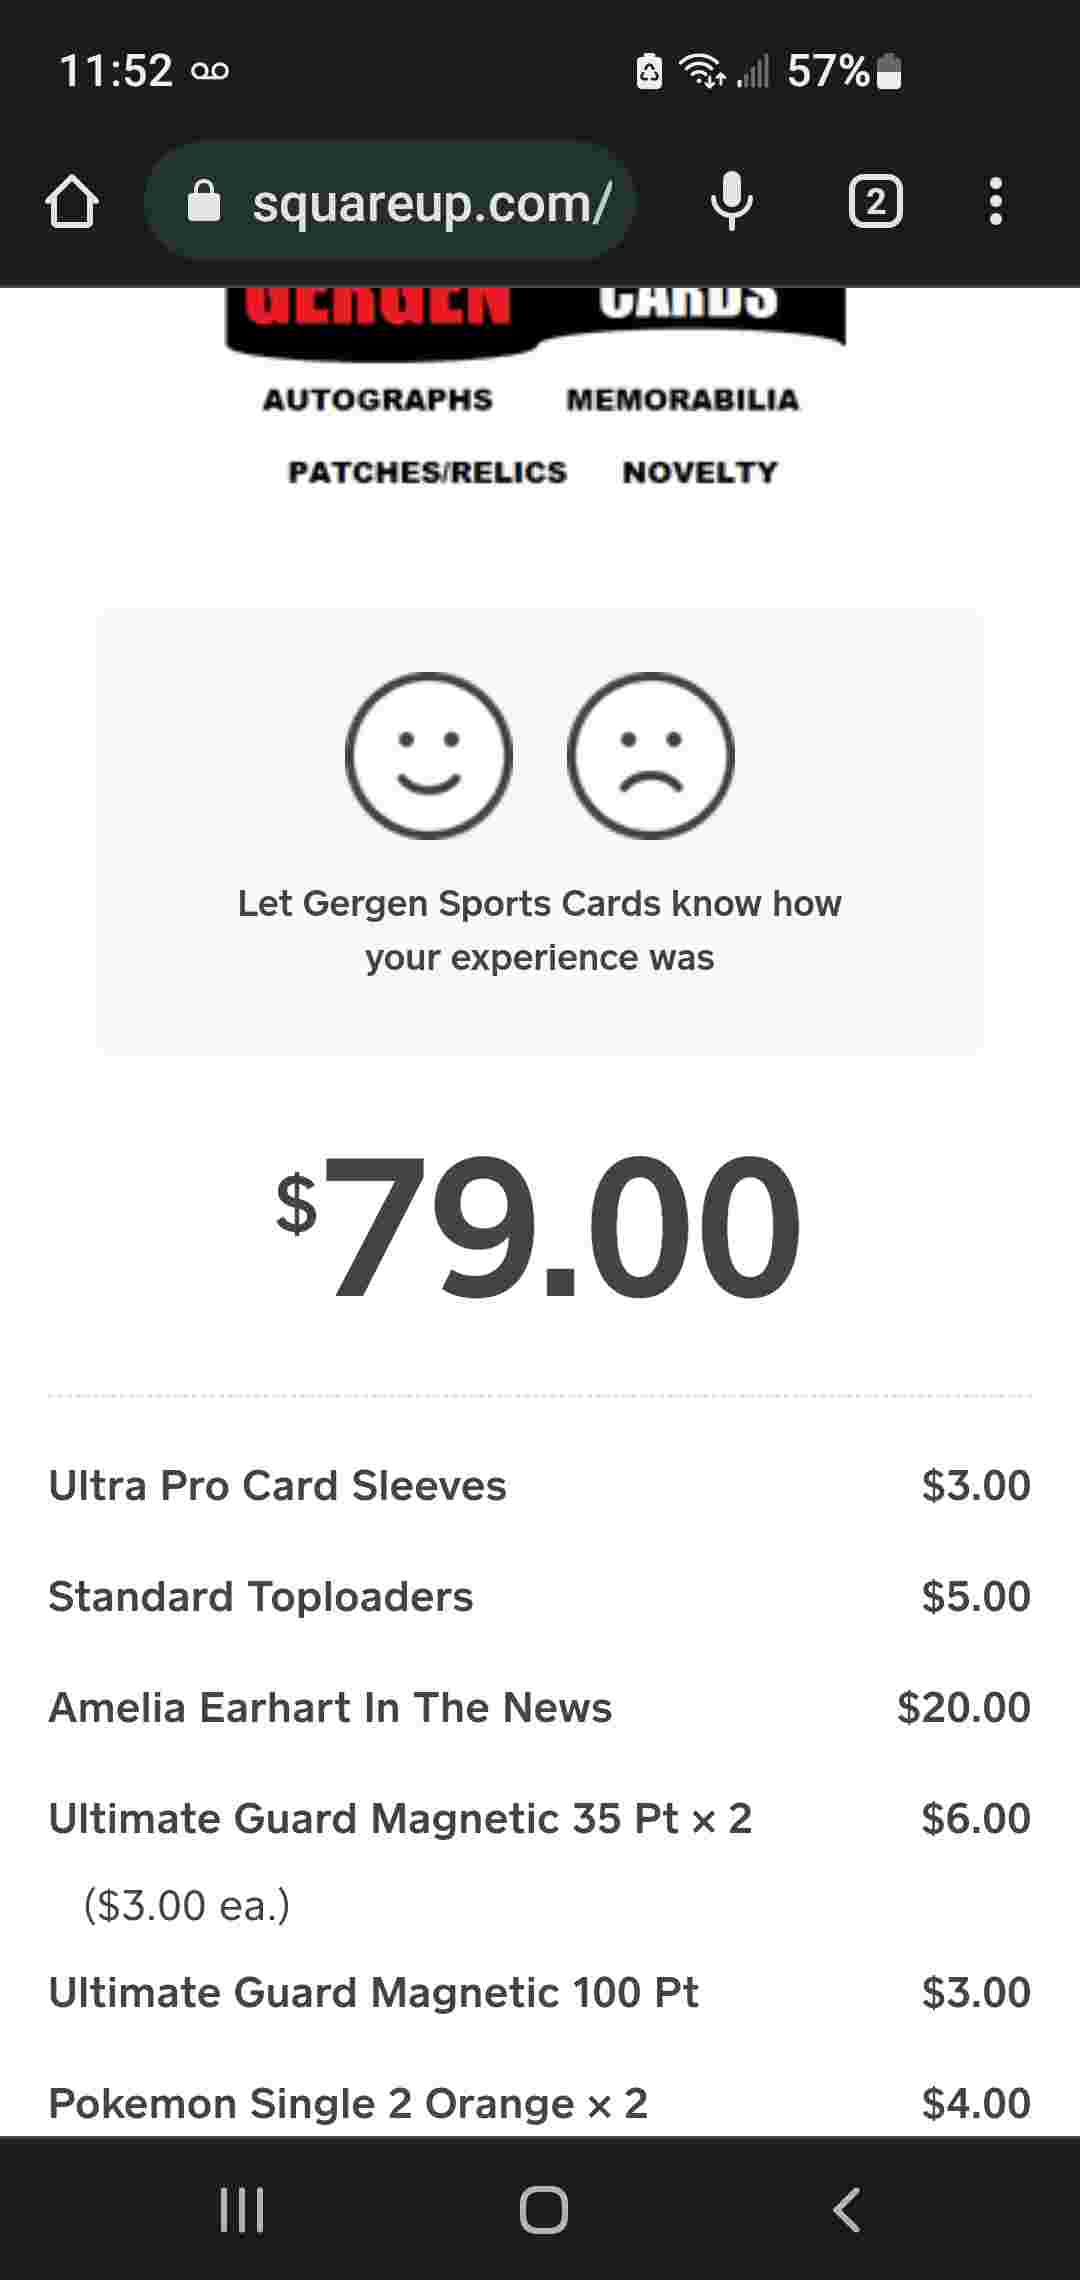 11:52 57%
squareup.com/ 2
GERGEN CARDS
AUTOGRAPHS MEMORABILIA
PATCHES/RELICS NOVELTY
Let Gergen Sports Cards know how
your experience was
$79.00
Ultra Pro Card Sleeves $3.00
Standard Toploaders $5.00
Amelia Earhart In The News $20.00
Ultimate Guard Magnetic 35 Pt × 2 $6.00
($3.00 ea.)
Ultimate Guard Magnetic 100 Pt $3.00
Pokemon Single 2 Orange × 2 $4.00